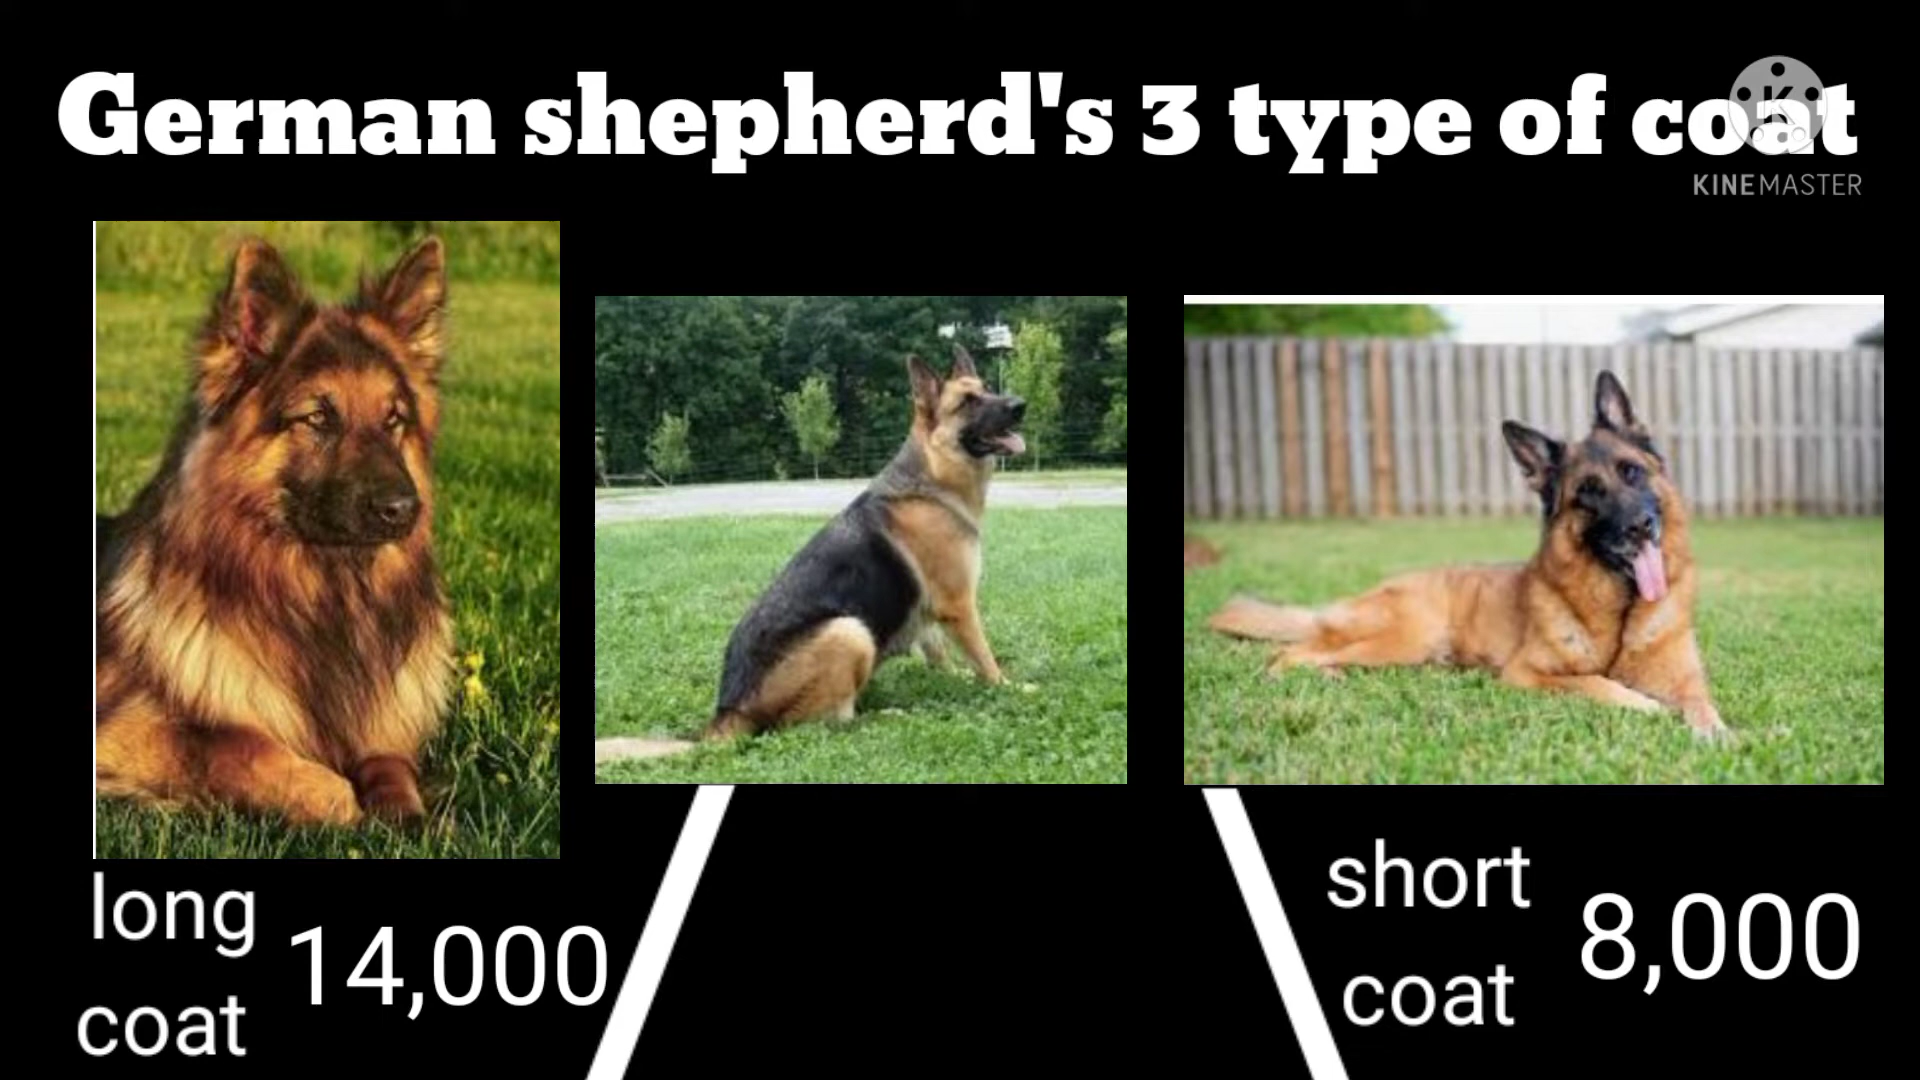 German shepherd's 3 type of coat
KINEMASTER
long
coat
14,000
short
coat
8,000